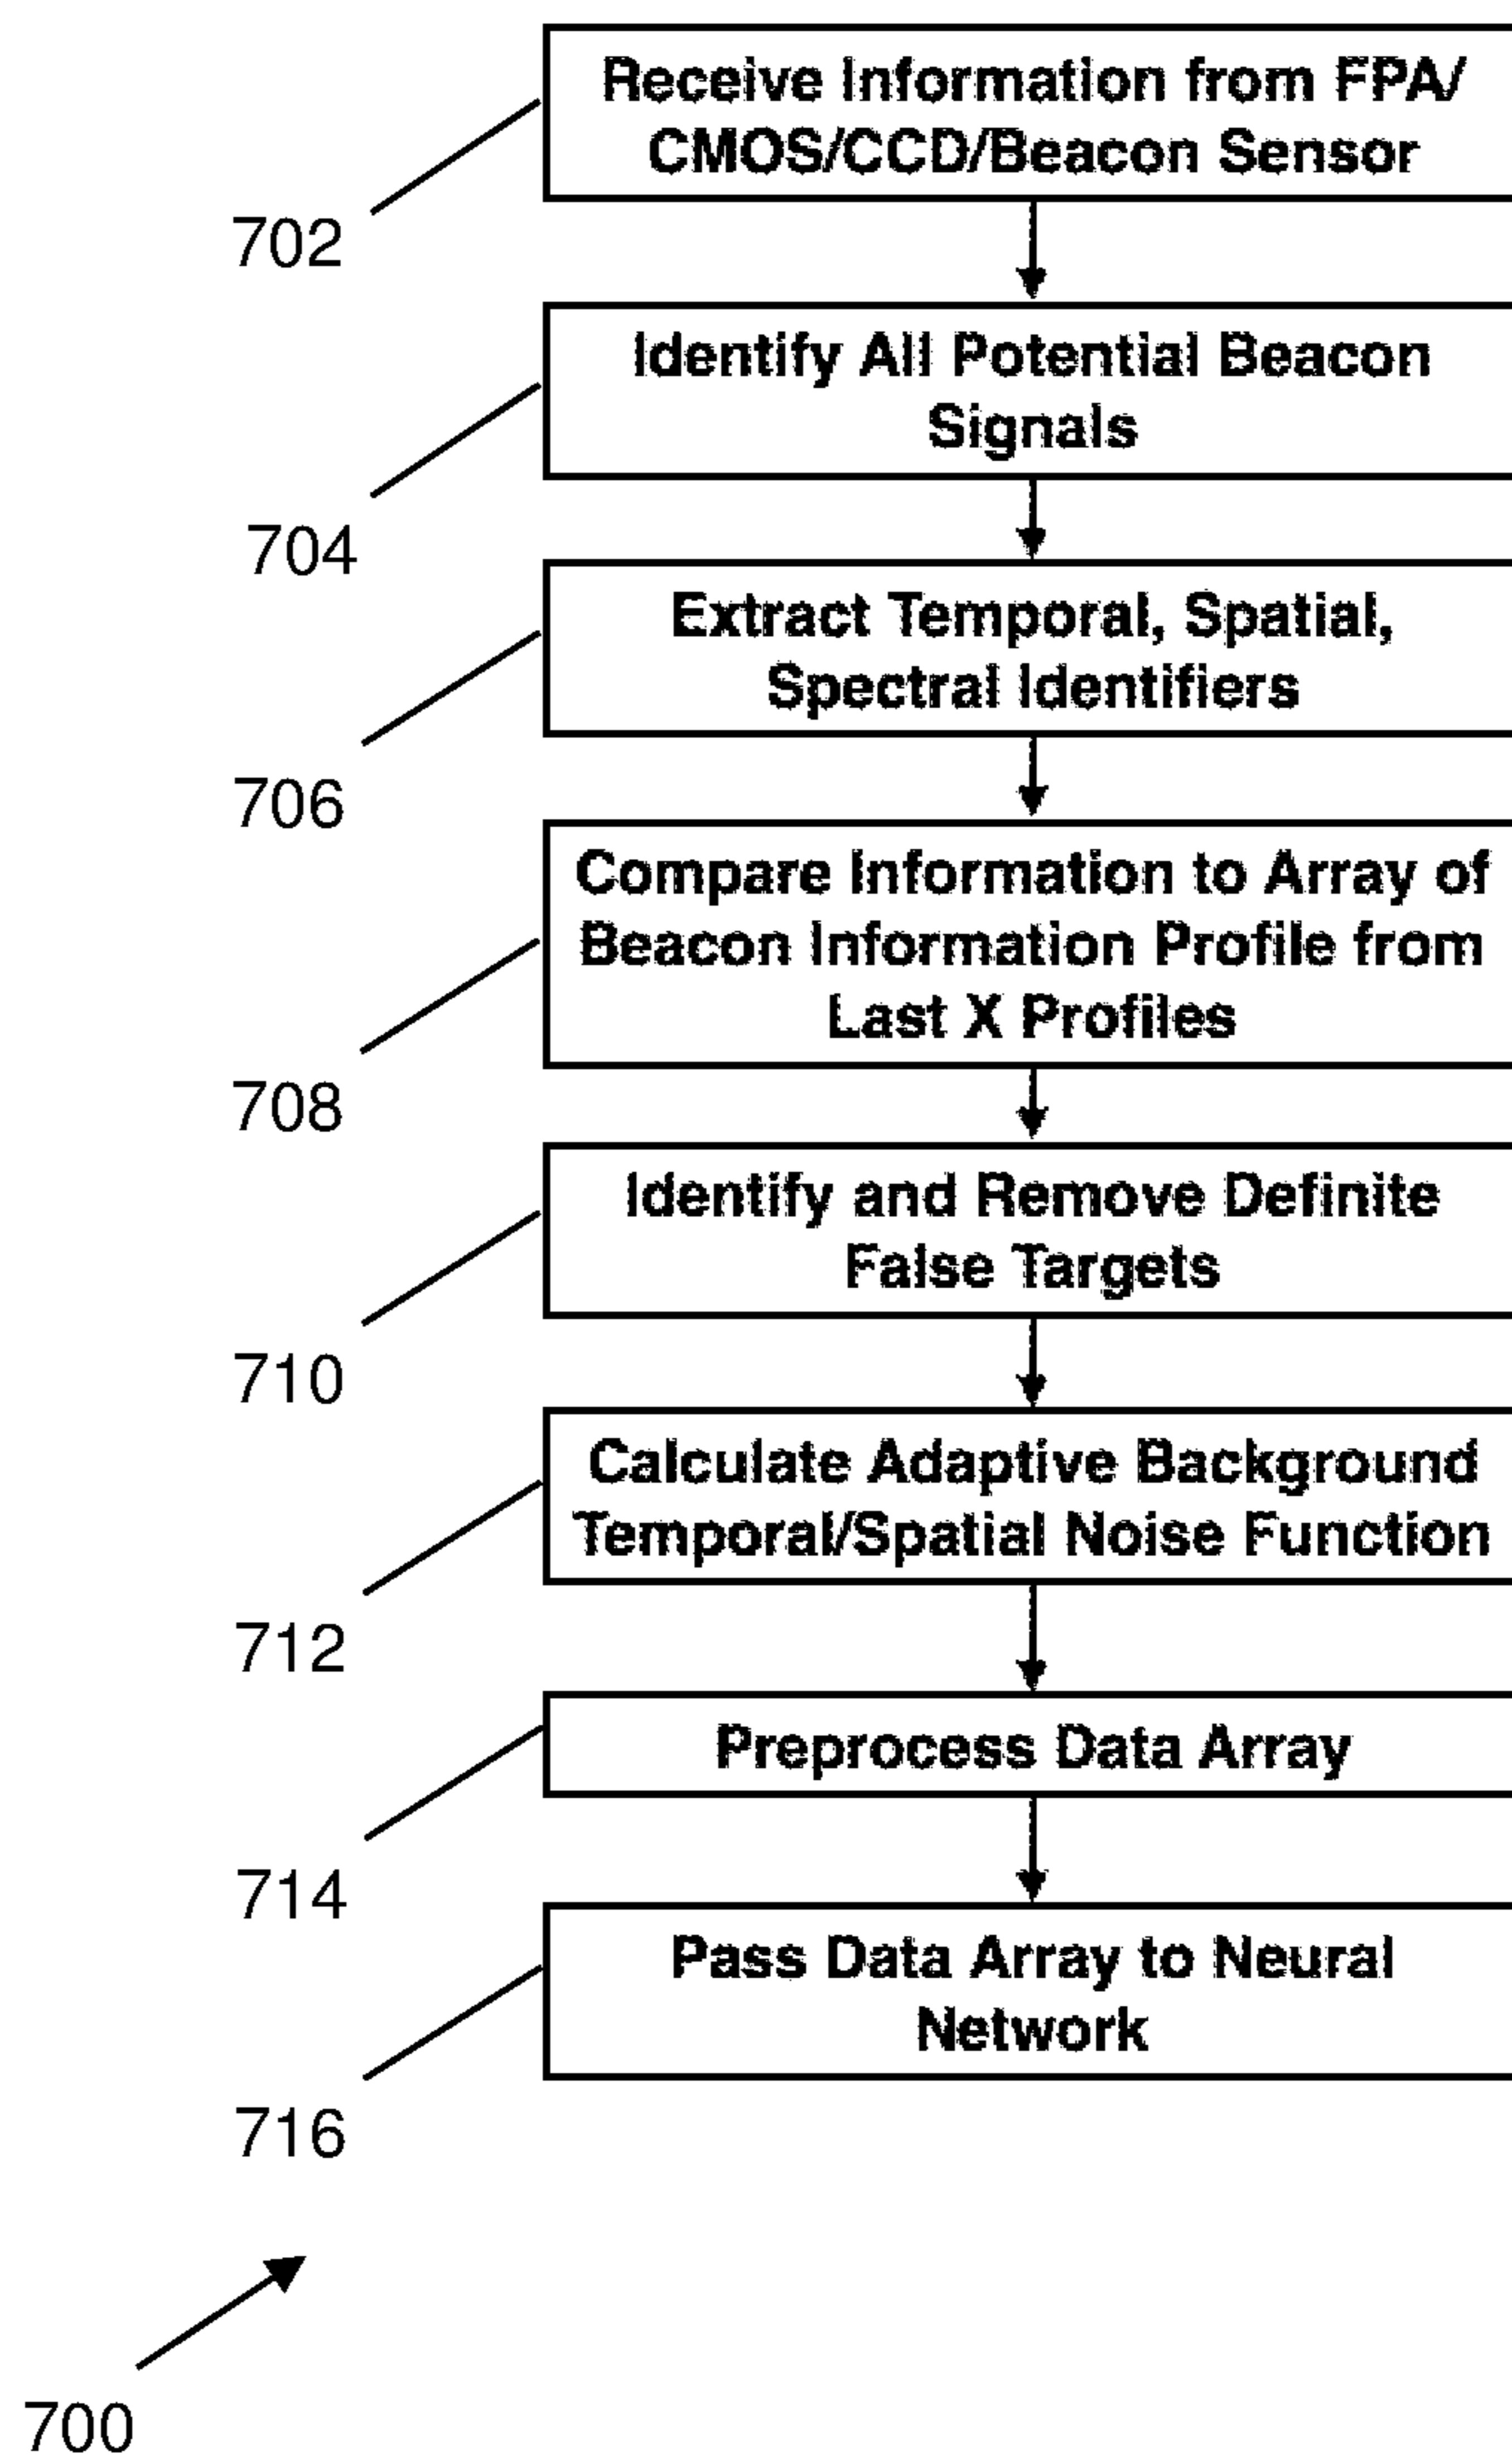 Receive Information from FPA/
CMOS/CCD/Beacon Sensor
702
Identify All Potential Beacon
Signals
704
Extract Temporal, Spatial,
Spectral Identifiers
706
Compare Information to Array of
Beacon Information Profile from
Last X Profiles
708
Identify and Remove Definite
False Targets
710
Calculate Adaptive Background
Temporal/Spatial Noise Function
712
Preprocess Data Array
714
Pass Data Array to Neural
Network
716
700